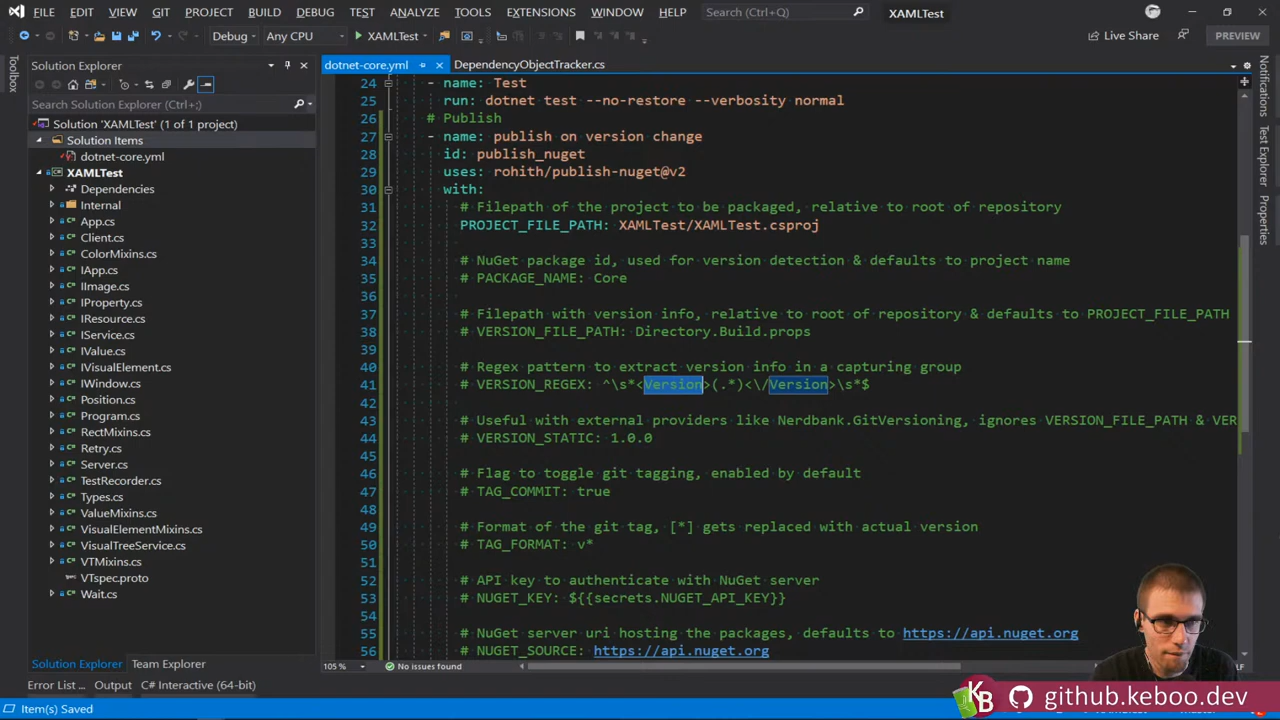 FILE EDIT VIEW GIT PROJECT BUILD DEBUG TEST ANALYZE TOOLS EXTENSIONS WINDOW HELP Search (Ctrl+Q) XAMLTest
Debug Any CPU XAMLTest Live Share PREVIEW
Toolbox
Solution Explorer
Search Solution Explorer (Ctrl+;)
Solution 'XAMLTest' (1 of 1 project)
Solution Items
dotnet-core.yml
XAMLTest
Dependencies
Internal
App.cs
Client.cs
ColorMixins.cs
IApp.cs
IImage.cs
IProperty.cs
IResource.cs
IService.cs
IValue.cs
IVisualElement.cs
IWindow.cs
Position.cs
Program.cs
RectMixins.cs
Retry.cs
Server.cs
TestRecorder.cs
Types.cs
ValueMixins.cs
VisualElementMixins.cs
VisualTreeService.cs
VTMixins.cs
VTspec.proto
Wait.cs
Solution Explorer Team Explorer
dotnet-core.yml DependencyObjectTracker.cs
24 - name: Test
25 run: dotnet test --no-restore --verbosity normal
26 # Publish
27 - name: publish on version change
28 id: publish_nuget
29 uses: rohith/publish-nuget@v2
30 with:
31 # Filepath of the project to be packaged, relative to root of repository
32 PROJECT_FILE_PATH: XAMLTest/XAMLTest.csproj
33
34 # NuGet package id, used for version detection & defaults to project name
35 # PACKAGE_NAME: Core
36
37 # Filepath with version info, relative to root of repository & defaults to PROJECT_FILE_PATH
38 # VERSION_FILE_PATH: Directory.Build.props
39
40 # Regex pattern to extract version info in a capturing group
41 # VERSION_REGEX: ^\s*<Version>(.*)<\/Version>\s*$
42
43 # Useful with external providers like Nerdbank.GitVersioning, ignores VERSION_FILE_PATH & VER
44 # VERSION_STATIC: 1.0.0
45
46 # Flag to toggle git tagging, enabled by default
47 # TAG_COMMIT: true
48
49 # Format of the git tag, [*] gets replaced with actual version
50 # TAG_FORMAT: v*
51
52 # API key to authenticate with NuGet server
53 # NUGET_KEY: ${{secrets.NUGET_API_KEY}}
54
55 # NuGet server uri hosting the packages, defaults to https://api.nuget.org
56 # NUGET_SOURCE: https://api.nuget.org
105 % No issues found
Notifications
Test Explorer
Properties
Error List ... Output C# Interactive (64-bit)
Item(s) Saved
KB github.keboo.dev